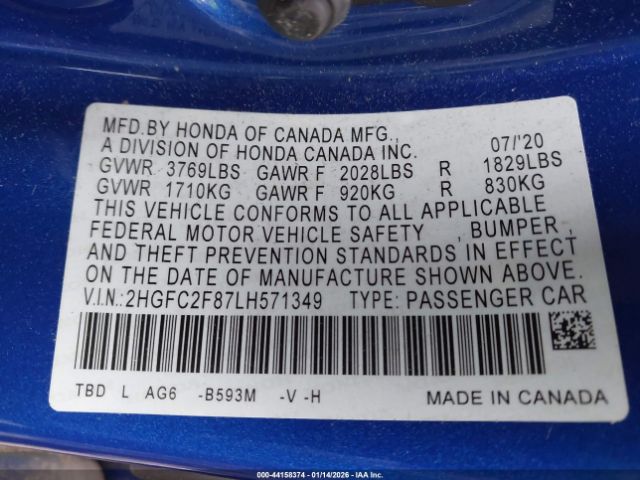 MFD.BY HONDA OF CANADA MFG.,
A DIVISION OF HONDA CANADA INC. 07/'20
GVWR 3769LBS GAWR F 2028LBS R 1829LBS
GVWR 1710KG GAWR F 920KG R 830KG
THIS VEHICLE CONFORMS TO ALL APPLICABLE
FEDERAL MOTOR VEHICLE SAFETY , BUMPER,
AND THEFT PREVENTION STANDARDS IN EFFECT
ON THE DATE OF MANUFACTURE SHOWN ABOVE.
V.I.N.:2HGFC2F87LH571349 TYPE: PASSENGER CAR
TBD L AG6 -B593M -V -H MADE IN CANADA
000-44158374 | 01/14/2026 | IAA Inc.